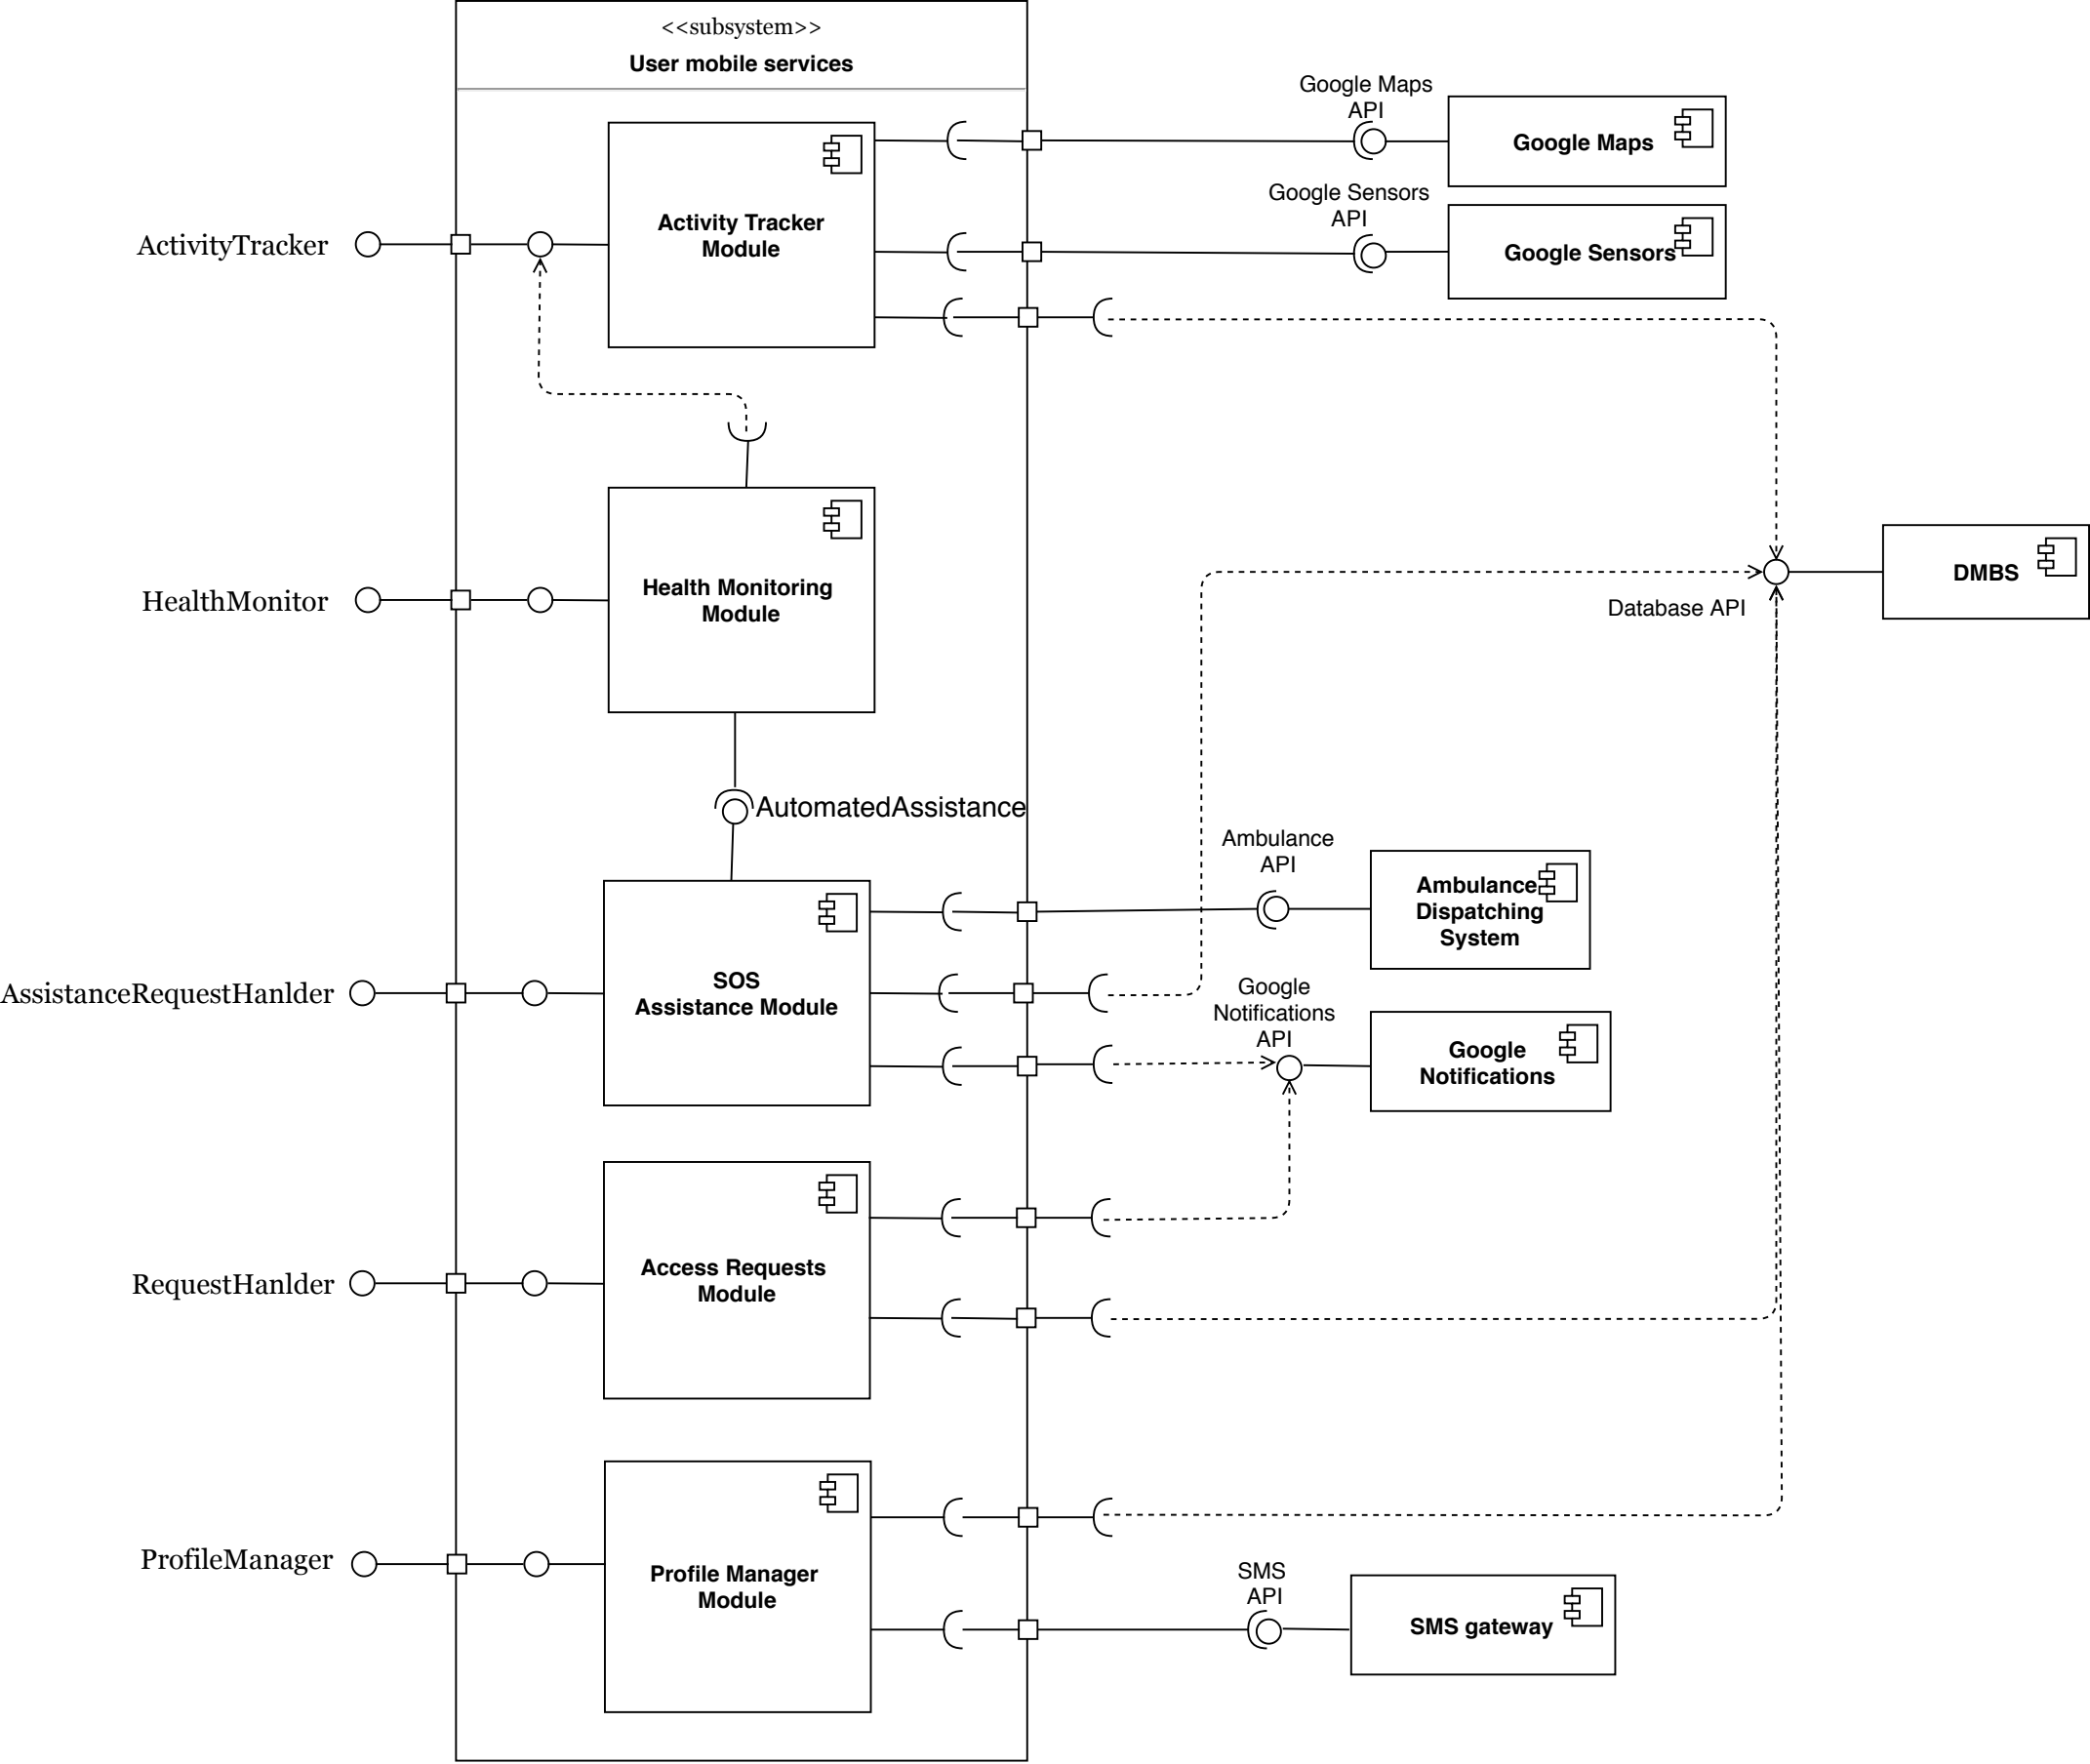 <<subsystem>>
User mobile services
Google Maps
API
Google Maps
Google Sensors
API
Google Sensors
Activity Tracker
Module
ActivityTracker
DMBS
Database API
Health Monitoring
Module
HealthMonitor
AutomatedAssistance
Ambulance
API
Ambulance
Dispatching
System
SOS
Assistance Module
AssistanceRequestHanlder
Google
Notifications
API
Google
Notifications
Access Requests
Module
RequestHanlder
ProfileManager
Profile Manager
Module
SMS
API
SMS gateway